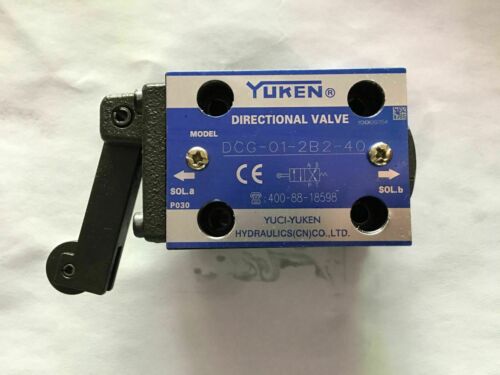 YUKEN®
DIRECTIONAL VALVE
MODEL
DCG-01-2B2-40
SOL.a
CE
SOL.b
☎:400-88-18598
P030
YUCI-YUKEN
HYDRAULICS(CN)CO.,LTD.